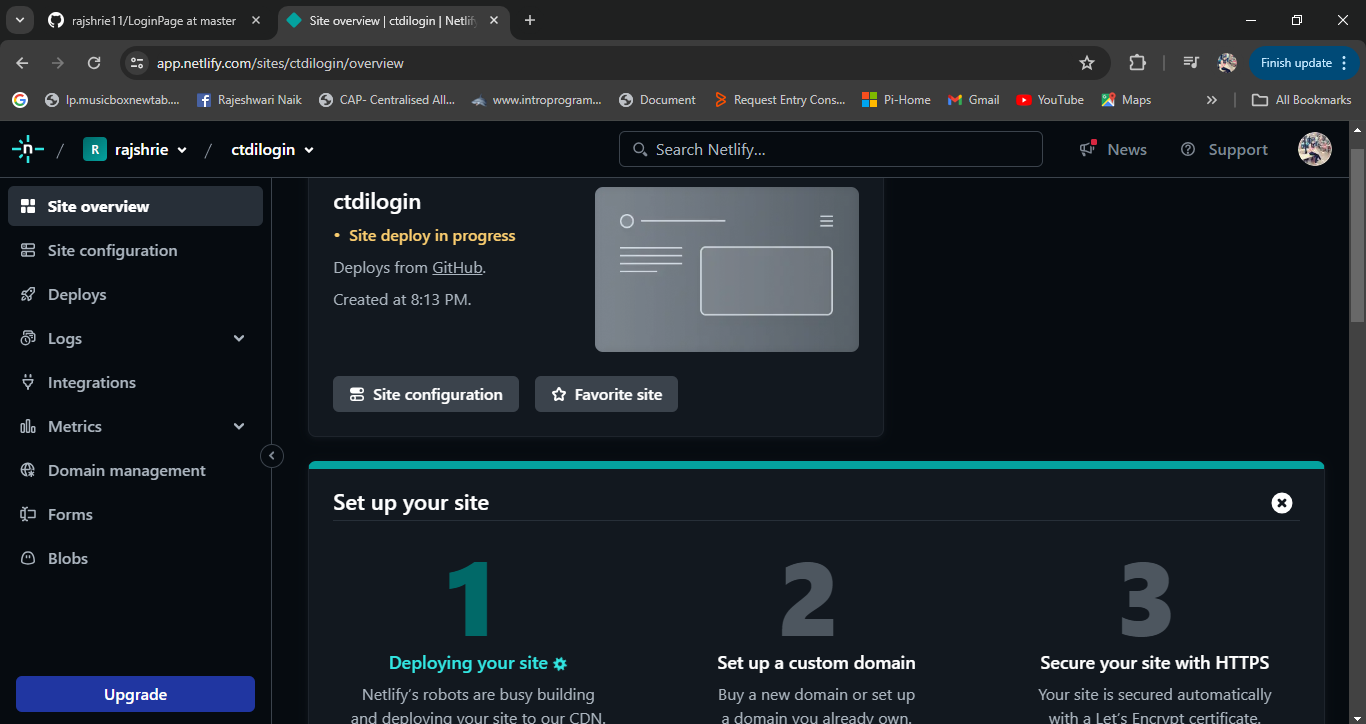 rajshrie11/LoginPage at master
Site overview | ctdilogin | Netlif
app.netlify.com/sites/ctdilogin/overview
Finish update
lp.musicboxnewtab....
Rajeshwari Naik
CAP- Centralised All...
www.introprogram...
Document
Request Entry Cons...
Pi-Home
Gmail
YouTube
Maps
»
All Bookmarks
n / R rajshrie / ctdilogin
Search Netlify...
News
Support
Site overview
Site configuration
Deploys
Logs
Integrations
Metrics
Domain management
Forms
Blobs
Upgrade
ctdilogin
• Site deploy in progress
Deploys from GitHub.
Created at 8:13 PM.
Site configuration
Favorite site
Set up your site
1
Deploying your site
Netlify's robots are busy building
and deploying your site to our CDN.
2
Set up a custom domain
Buy a new domain or set up
a domain you already own.
3
Secure your site with HTTPS
Your site is secured automatically
with a Let's Encrypt certificate.